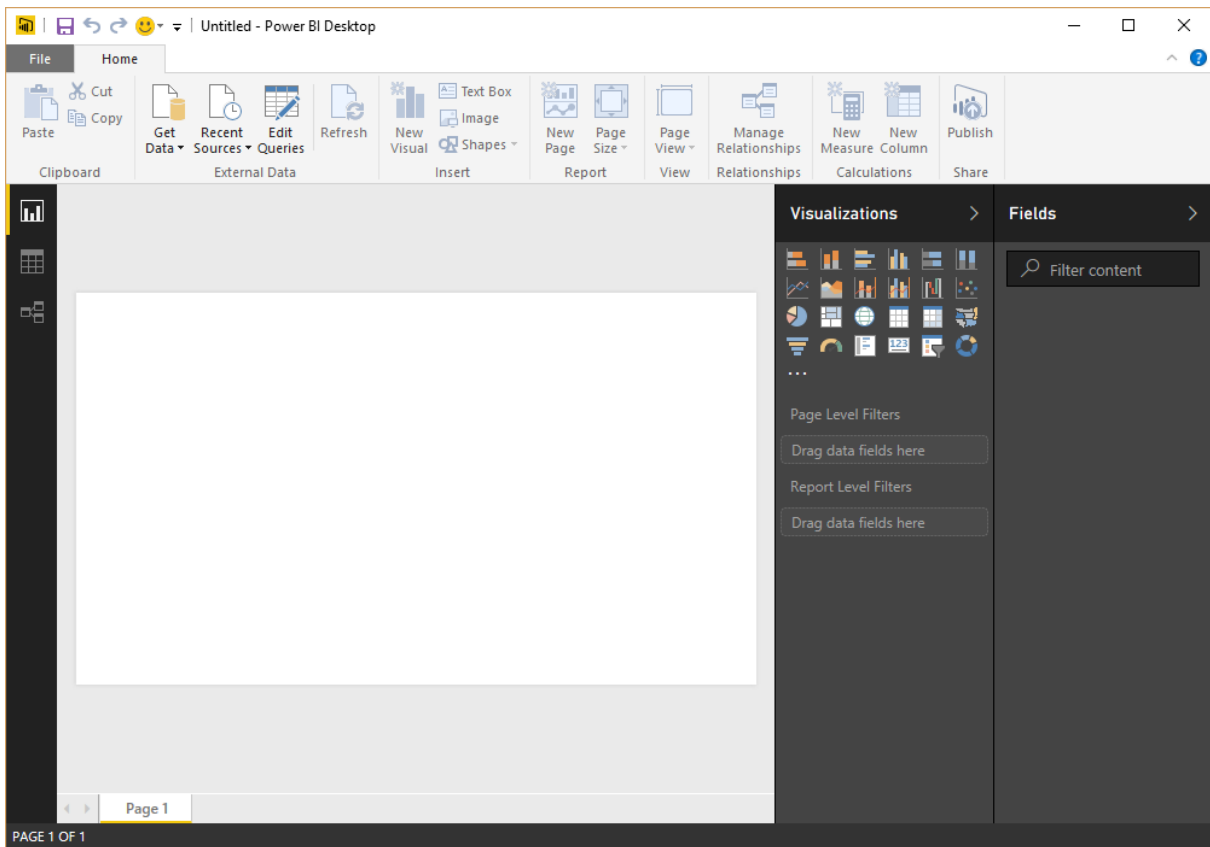 Untitled - Power BI Desktop
File Home
Paste
Cut
Copy
Clipboard
Get Data
Recent Sources
Edit Queries
Refresh
External Data
New Visual
Text Box
Image
Shapes
Insert
New Page
Page Size
Report
Page View
View
Manage Relationships
Relationships
New Measure
New Column
Calculations
Publish
Share
Visualizations
123
Page Level Filters
Drag data fields here
Report Level Filters
Drag data fields here
Fields
Filter content
Page 1
PAGE 1 OF 1